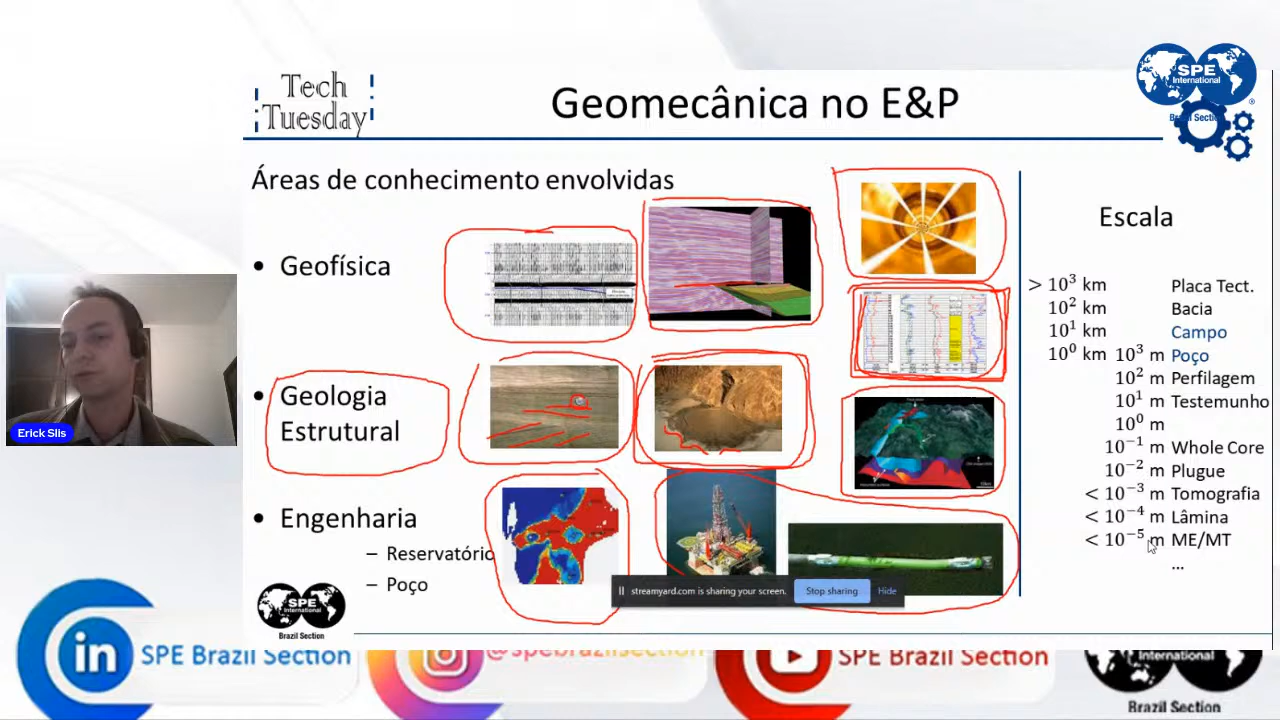 Tech
Tuesday
Geomecânica no E&P
SPE
International
®
Áreas de conhecimento envolvidas
• Geofísica
• Geologia
Estrutural
• Engenharia
– Reservatório
– Poço
Escala
> 10³ km Placa Tect.
10² km Bacia
10¹ km Campo
10⁰ km 10³ m Poço
10² m Perfilagem
10¹ m Testemunho
10⁰ m
10⁻¹ m Whole Core
10⁻² m Plugue
< 10⁻³ m Tomografia
< 10⁻⁴ m Lâmina
< 10⁻⁵ m ME/MT
...
Erick Slis
streamyard.com is sharing your screen. Stop sharing Hide
SPE
International
Brazil Section
in SPE Brazil Section
@spebrazilsection
SPE Brazil Section
International
Brazil Section